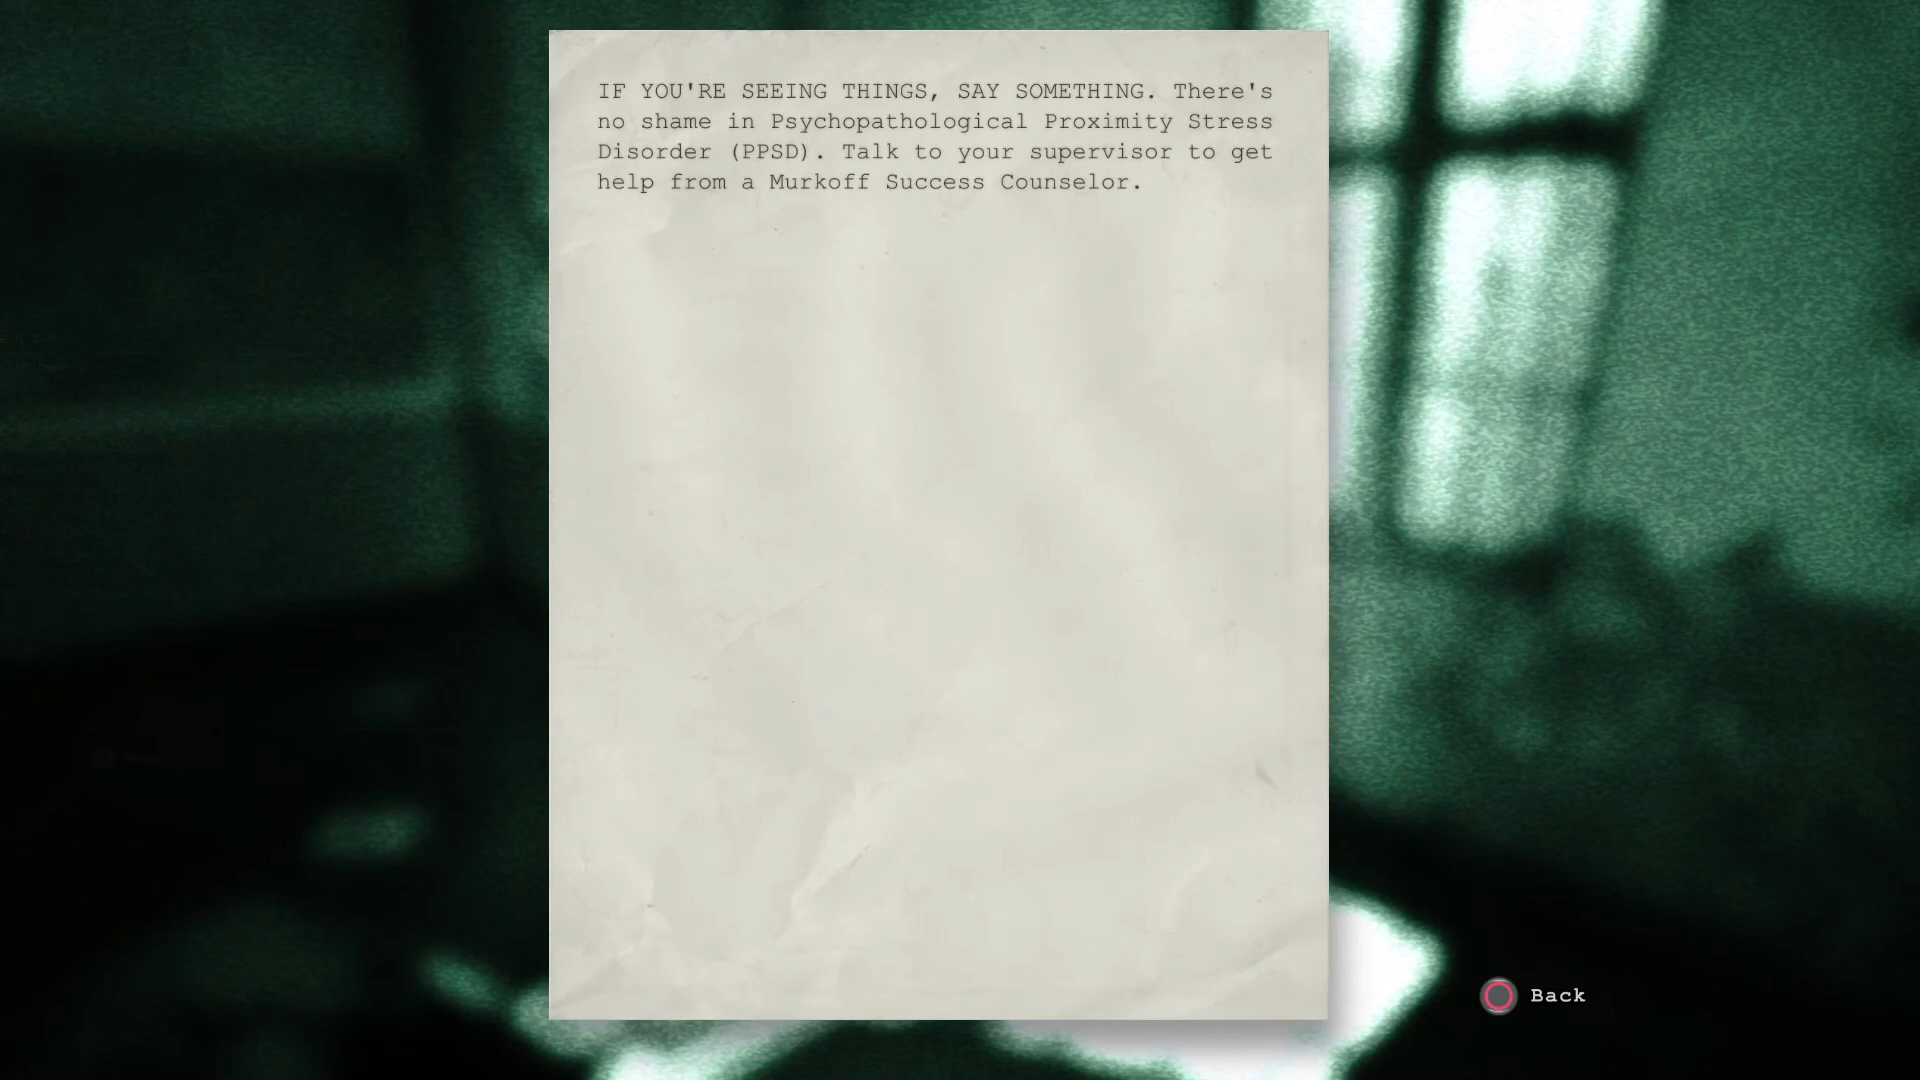 IF YOU'RE SEEING THINGS, SAY SOMETHING. There's
no shame in Psychopathological Proximity Stress
Disorder (PPSD). Talk to your supervisor to get
help from a Murkoff Success Counselor.
Back